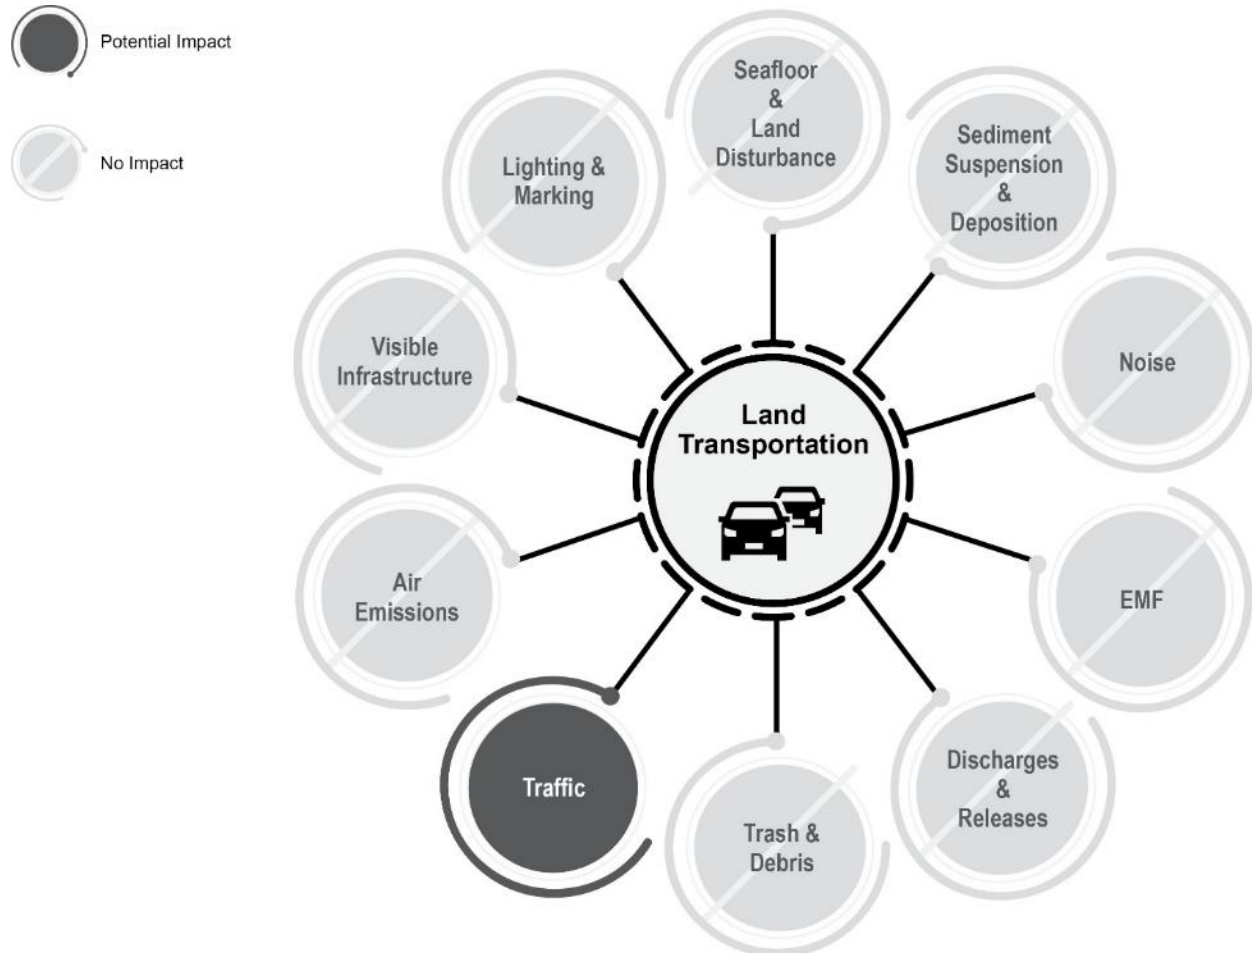 Potential Impact
No Impact
Seafloor
&
Land
Disturbance
Sediment
Suspension
&
Deposition
Lighting &
Marking
Noise
Visible
Infrastructure
Land
Transportation
Air
Emissions
EMF
Traffic
Trash &
Debris
Discharges
&
Releases